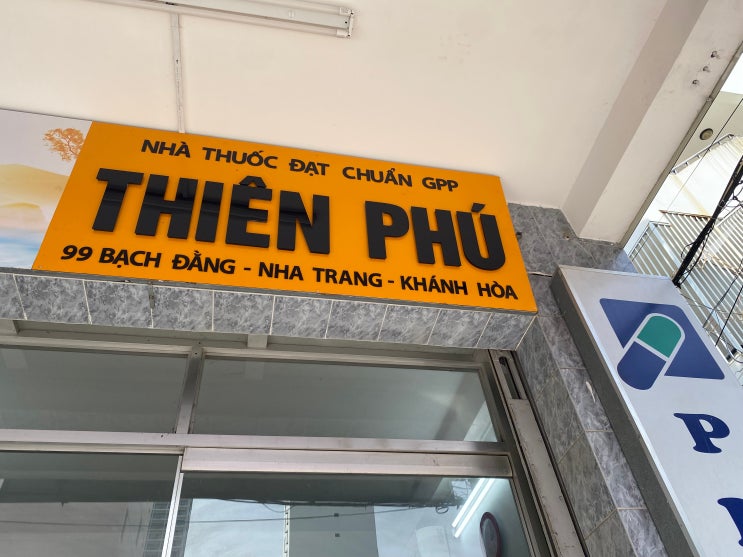 NHÀ THUỐC ĐẠT CHUẨN GPP
THIÊN PHÚ
99 BẠCH ĐẰNG - NHA TRANG - KHÁNH HÒA
P